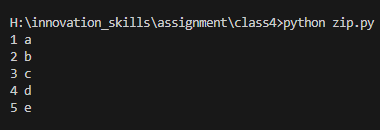 H:\innovation_skills\assignment\class4>python zip.py
1 a
2 b
3 c
4 d
5 e